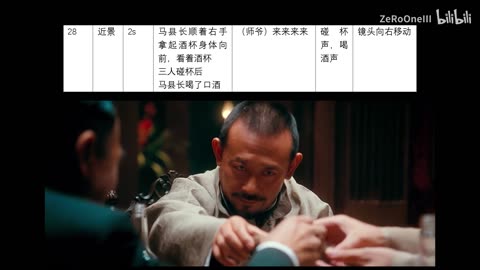 ZeRoOneIII bilibili
28 近景 2s 马县长顺着右手 （师爷）来来来来 碰杯 镜头向右移动
拿起酒杯身体向 声，喝
前，看着酒杯 酒声
三人碰杯后
马县长喝了口酒